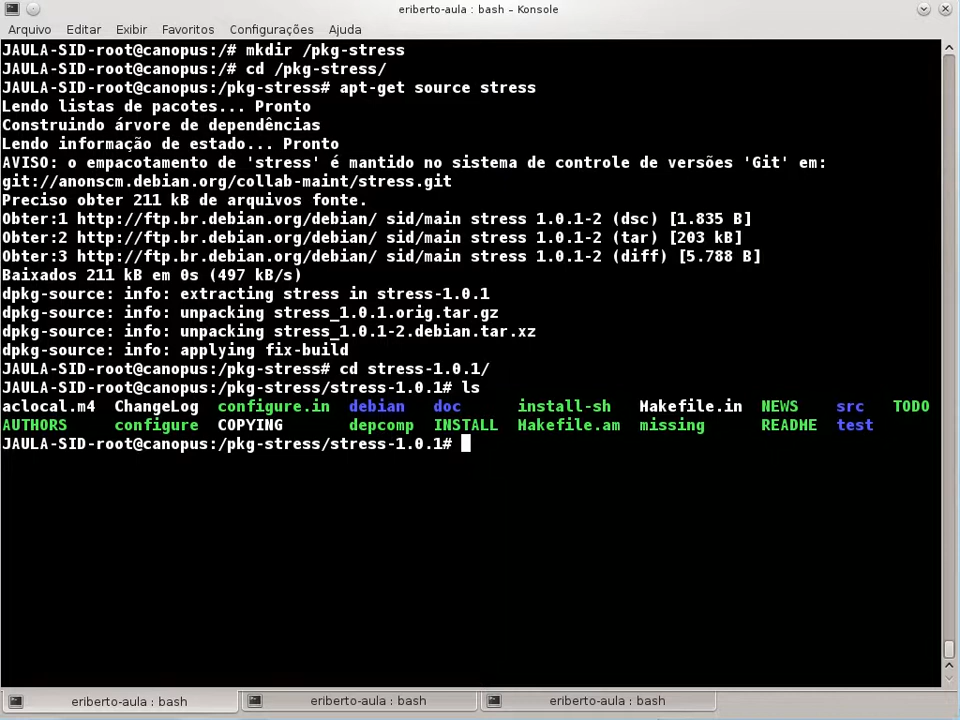 eriberto-aula : bash – Konsole
Arquivo Editar Exibir Favoritos Configurações Ajuda
JAULA-SID-root@canopus:/# mkdir /pkg-stress
JAULA-SID-root@canopus:/# cd /pkg-stress/
JAULA-SID-root@canopus:/pkg-stress# apt-get source stress
Lendo listas de pacotes... Pronto
Construindo árvore de dependências
Lendo informação de estado... Pronto
AVISO: o empacotamento de 'stress' é mantido no sistema de controle de versões 'Git' em:
git://anonscm.debian.org/collab-maint/stress.git
Preciso obter 211 kB de arquivos fonte.
Obter:1 http://ftp.br.debian.org/debian/ sid/main stress 1.0.1-2 (dsc) [1.835 B]
Obter:2 http://ftp.br.debian.org/debian/ sid/main stress 1.0.1-2 (tar) [203 kB]
Obter:3 http://ftp.br.debian.org/debian/ sid/main stress 1.0.1-2 (diff) [5.788 B]
Baixados 211 kB em 0s (497 kB/s)
dpkg-source: info: extracting stress in stress-1.0.1
dpkg-source: info: unpacking stress_1.0.1.orig.tar.gz
dpkg-source: info: unpacking stress_1.0.1-2.debian.tar.xz
dpkg-source: info: applying fix-build
JAULA-SID-root@canopus:/pkg-stress# cd stress-1.0.1/
JAULA-SID-root@canopus:/pkg-stress/stress-1.0.1# ls
aclocal.m4 ChangeLog configure.in debian doc install-sh Makefile.in NEWS src TODO
AUTHORS configure COPYING depcomp INSTALL Makefile.am missing README test
JAULA-SID-root@canopus:/pkg-stress/stress-1.0.1#
eriberto-aula : bash eriberto-aula : bash eriberto-aula : bash